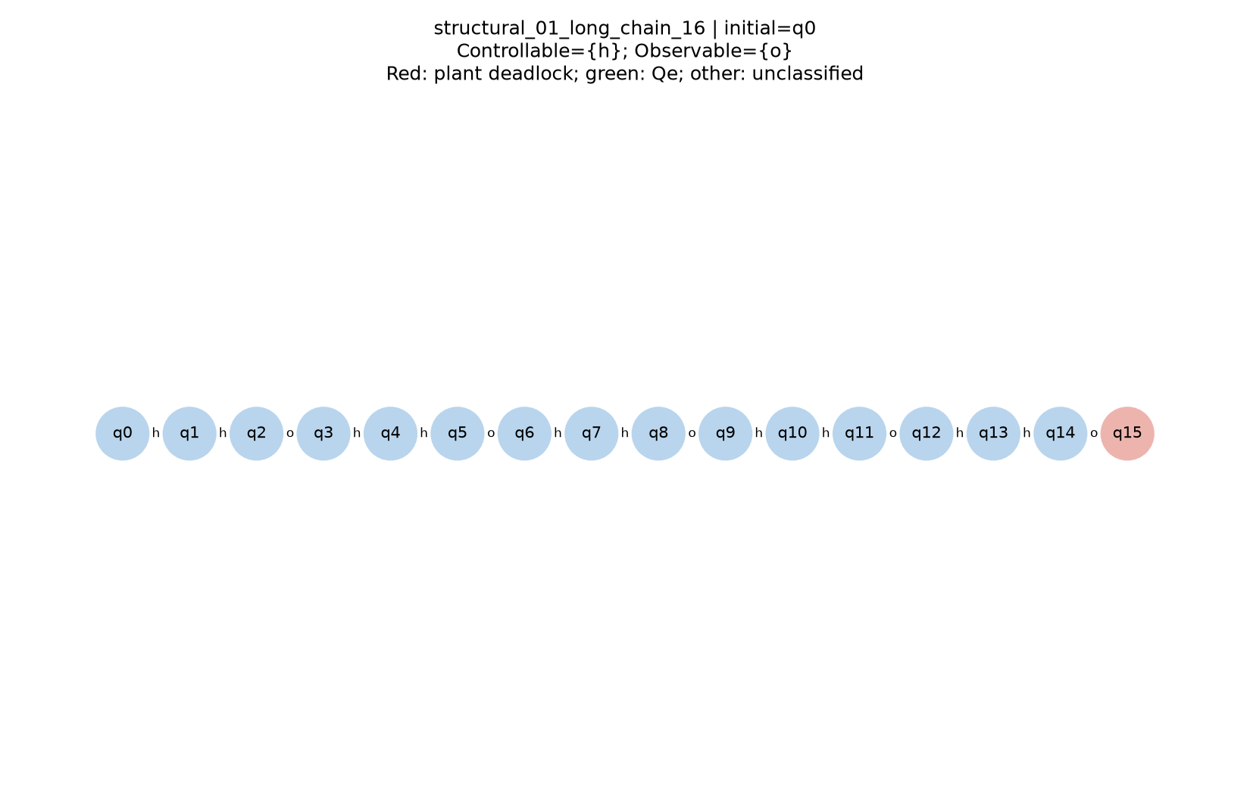 structural_01_long_chain_16 | initial=q0
Controllable={h}; Observable={o}
Red: plant deadlock; green: Qe; other: unclassified
q0 h q1 h q2 o q3 h q4 h q5 o q6 h q7 h q8 o q9 h q10 h q11 o q12 h q13 h q14 o q15